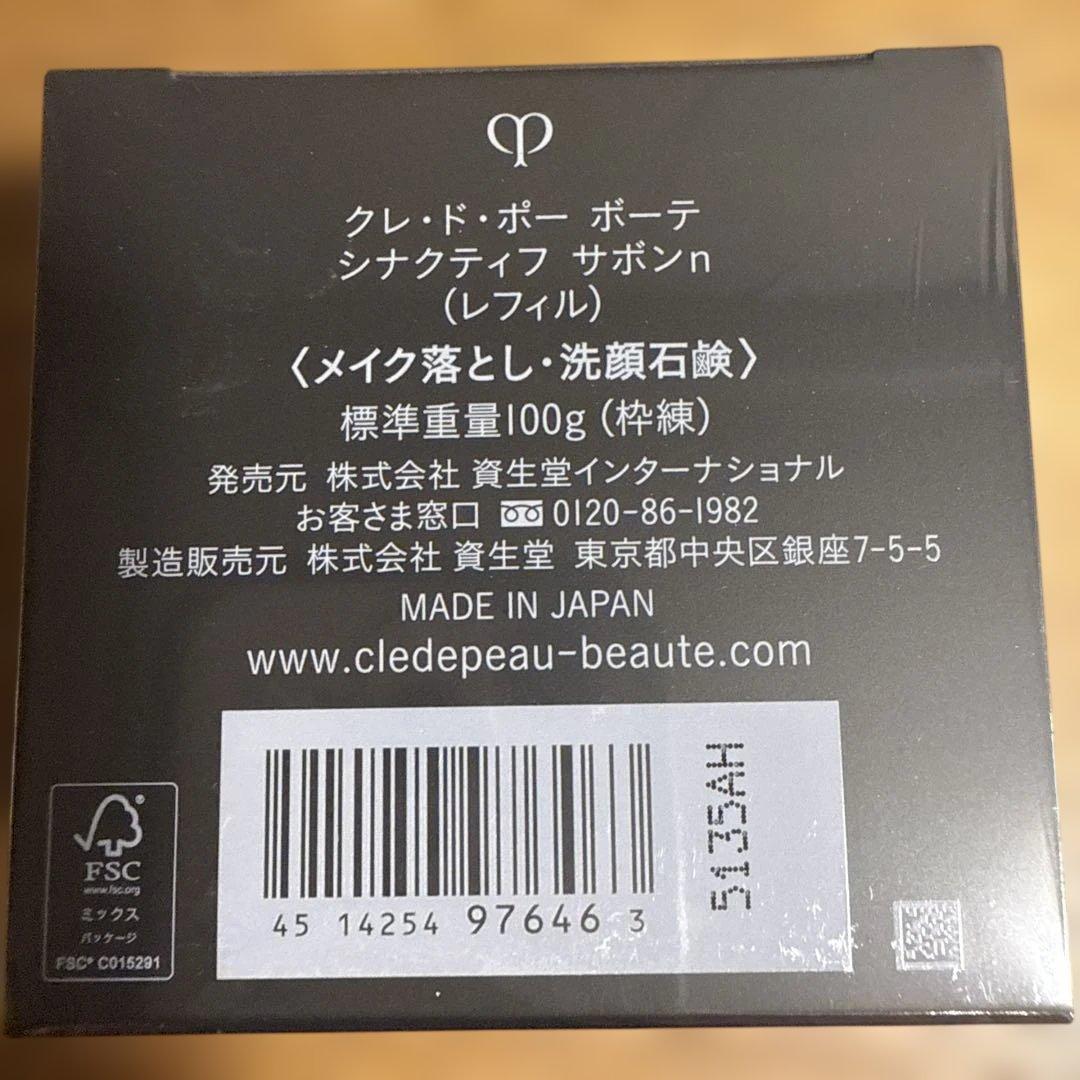 クレ・ド・ポー ボーテ
シナクティフ サボンn
(レフィル)
〈メイク落とし・洗顔石鹸〉
標準重量100g (枠練)
発売元 株式会社 資生堂インターナショナル
お客さま窓口 0120-86-1982
製造販売元 株式会社 資生堂 東京都中央区銀座7-5-5
MADE IN JAPAN
www.cledepeau-beaute.com
45 14254 97646 3
5135AH
FSC
www.fsc.org
ミックス
パッケージ
FSC® C015291